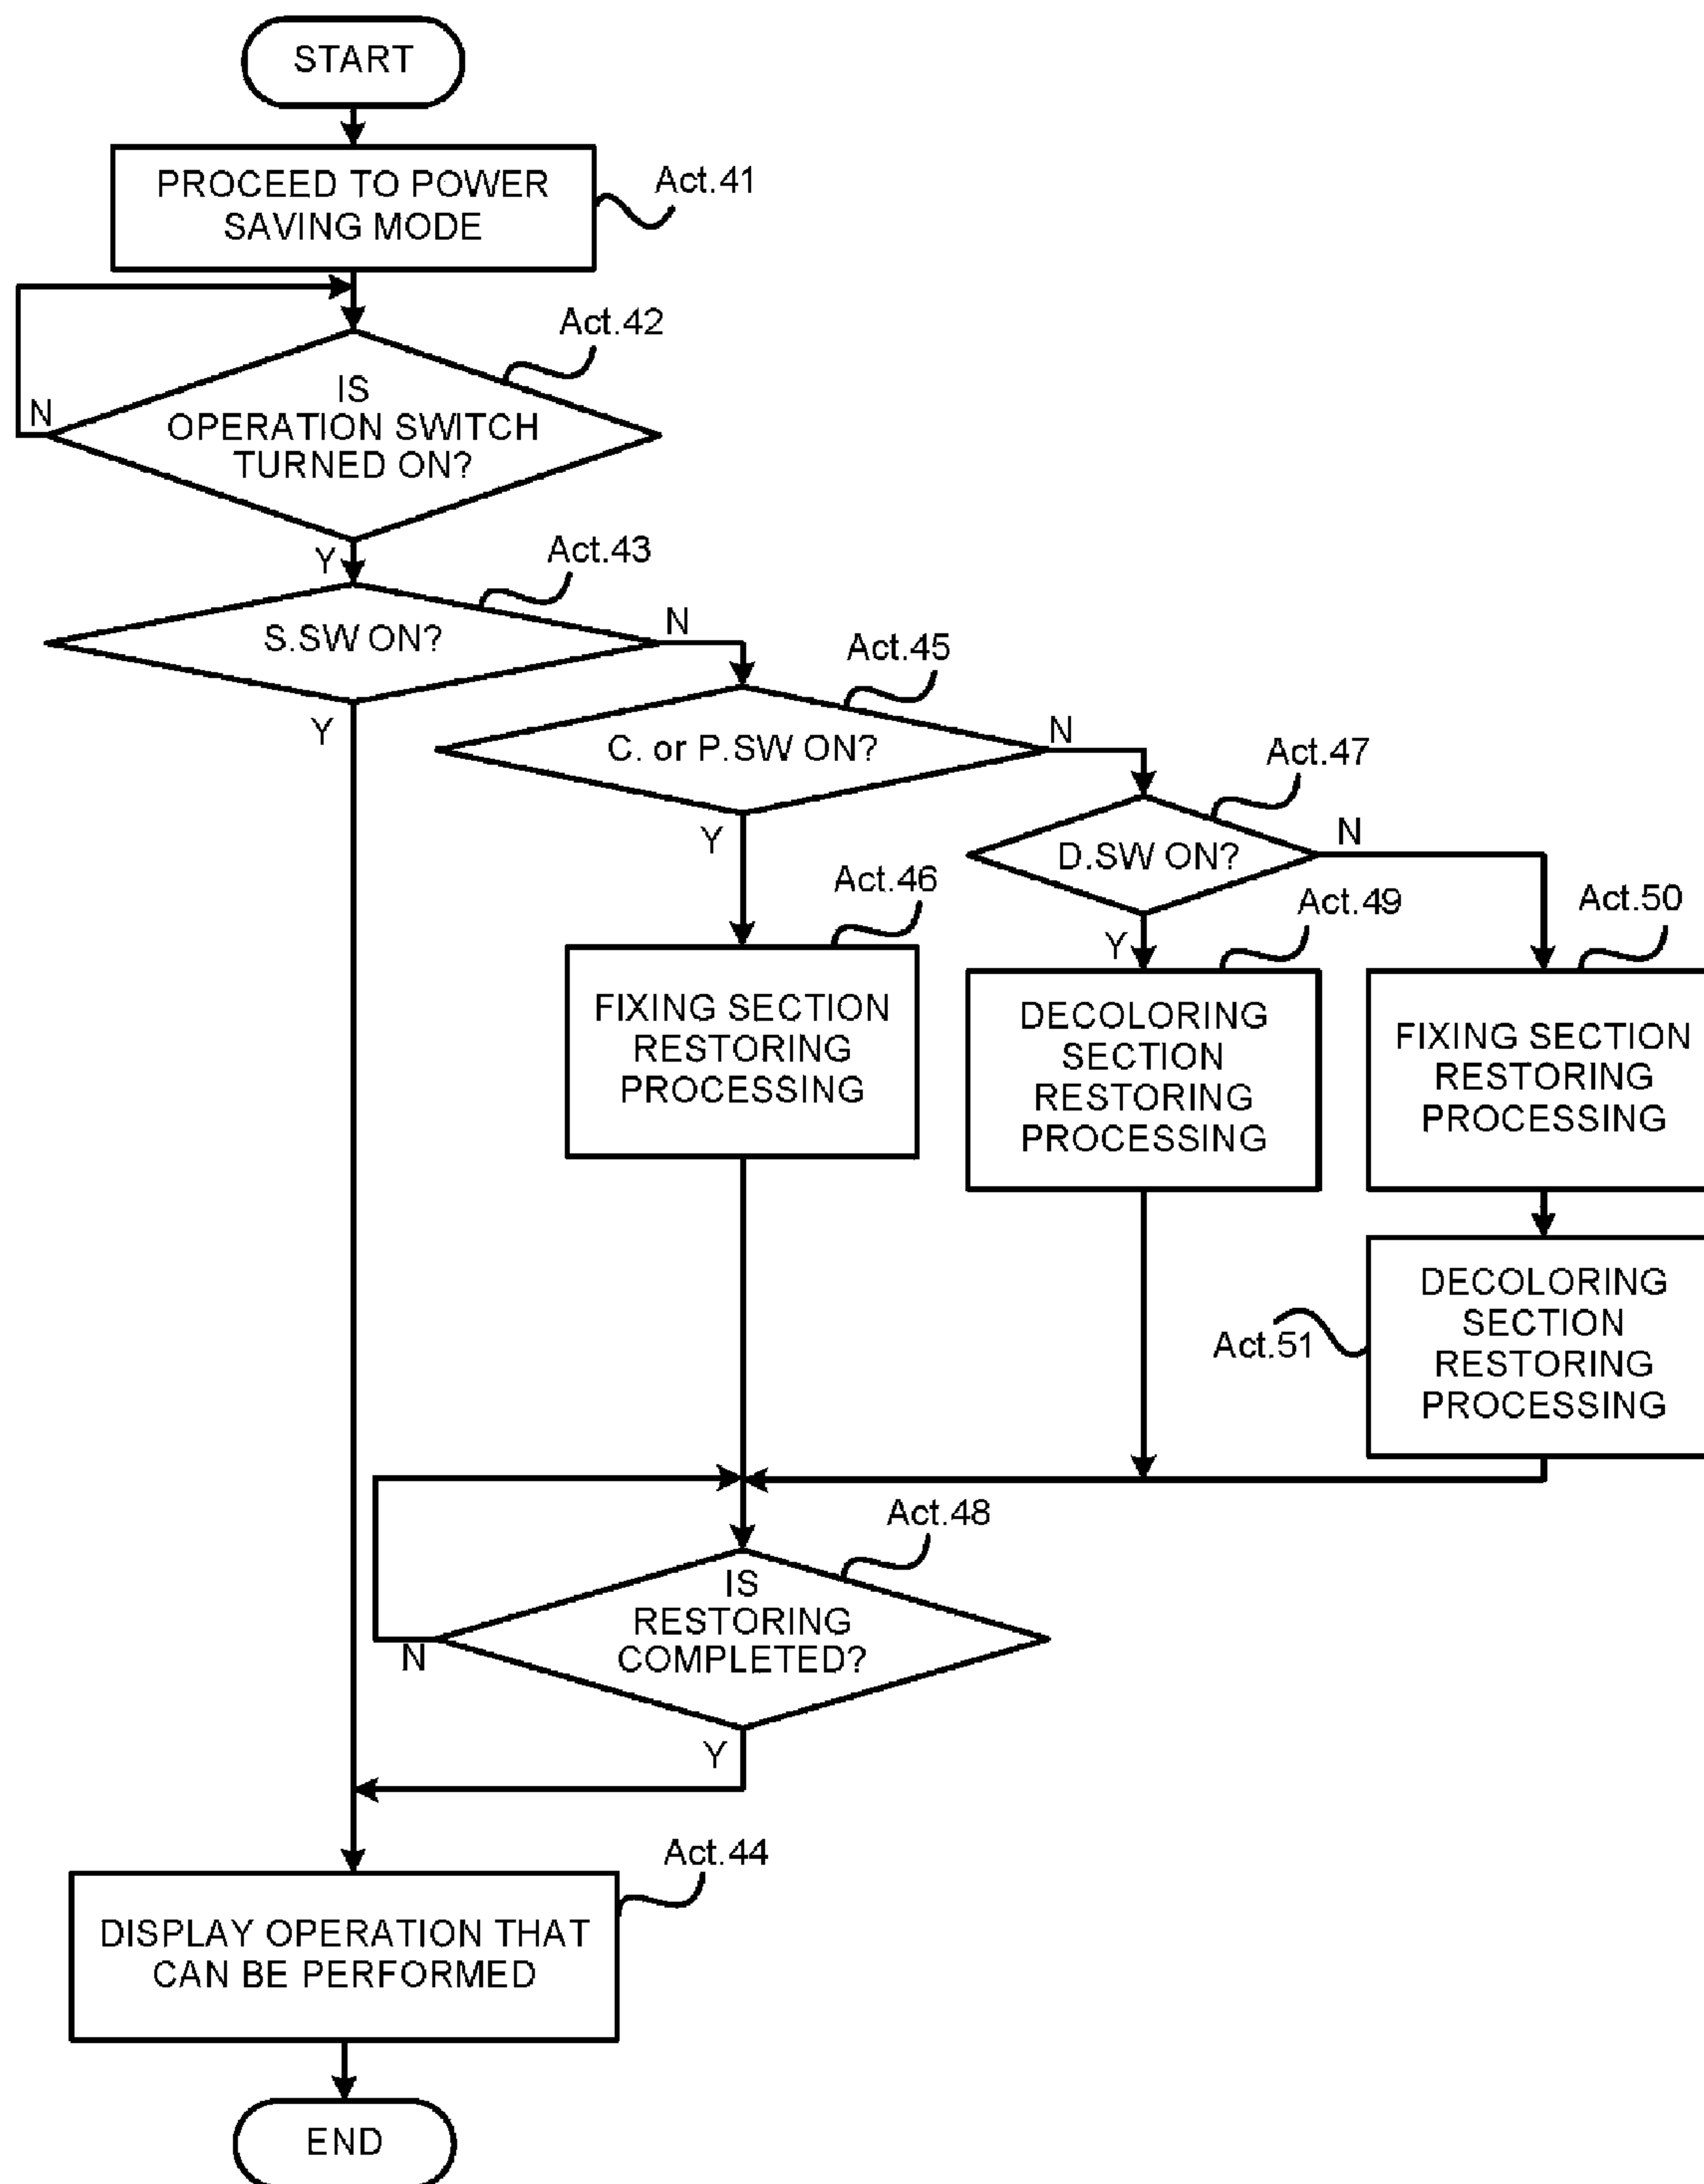 START
PROCEED TO POWER
SAVING MODE
Act.41
Act.42
IS
OPERATION SWITCH
TURNED ON?
N
Y
Act.43
S.SW ON?
N
Y
Act.45
C. or P.SW ON?
N
Y
Act.47
D.SW ON?
N
Y
Act.46
FIXING SECTION
RESTORING
PROCESSING
Act.49
DECOLORING
SECTION
RESTORING
PROCESSING
Act.50
FIXING SECTION
RESTORING
PROCESSING
Act.51
DECOLORING
SECTION
RESTORING
PROCESSING
Act.48
IS
RESTORING
COMPLETED?
N
Y
Act.44
DISPLAY OPERATION THAT
CAN BE PERFORMED
END